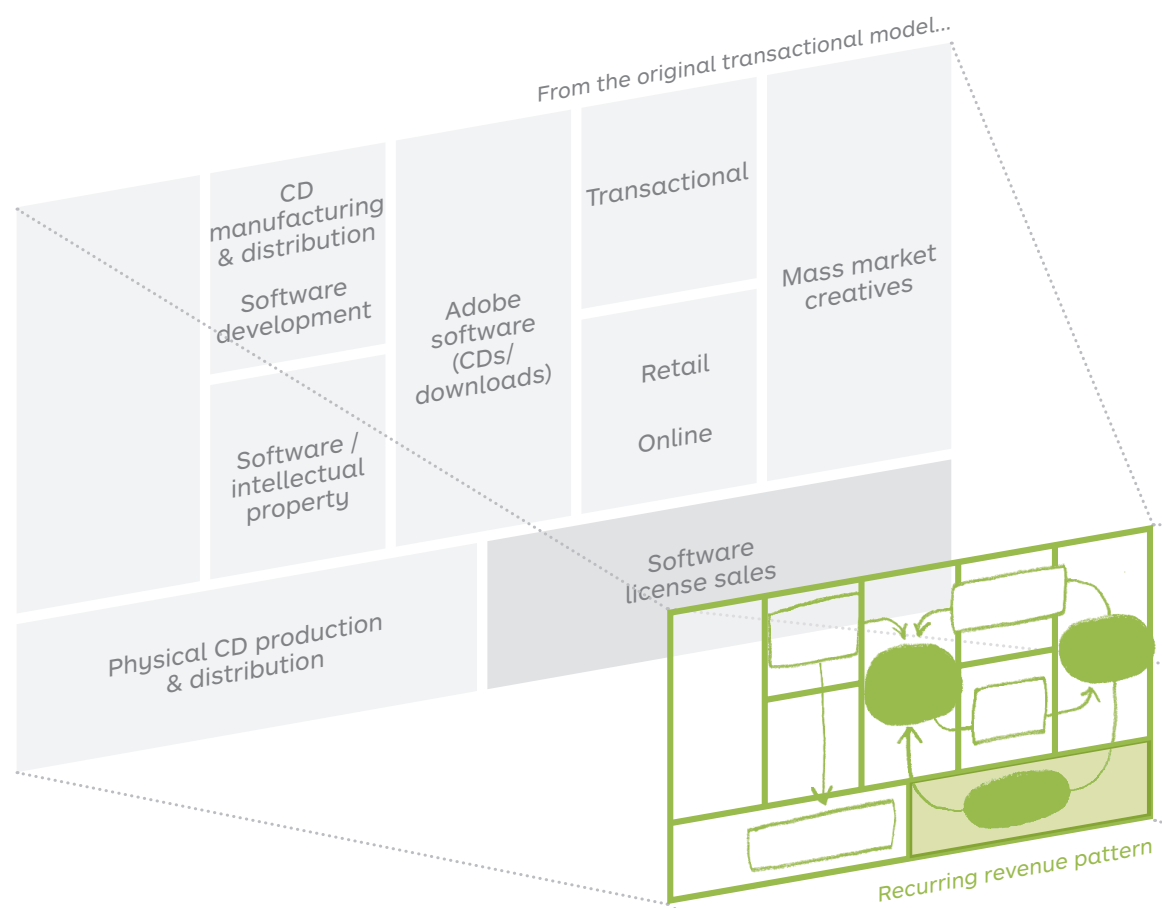 From the original transactional model...
CD
manufacturing
& distribution
Software
development
Software /
intellectual
property
Adobe
software
(CDs/
downloads)
Transactional
Retail
Online
Mass market
creatives
Physical CD production
& distribution
Software
license sales
Recurring revenue pattern